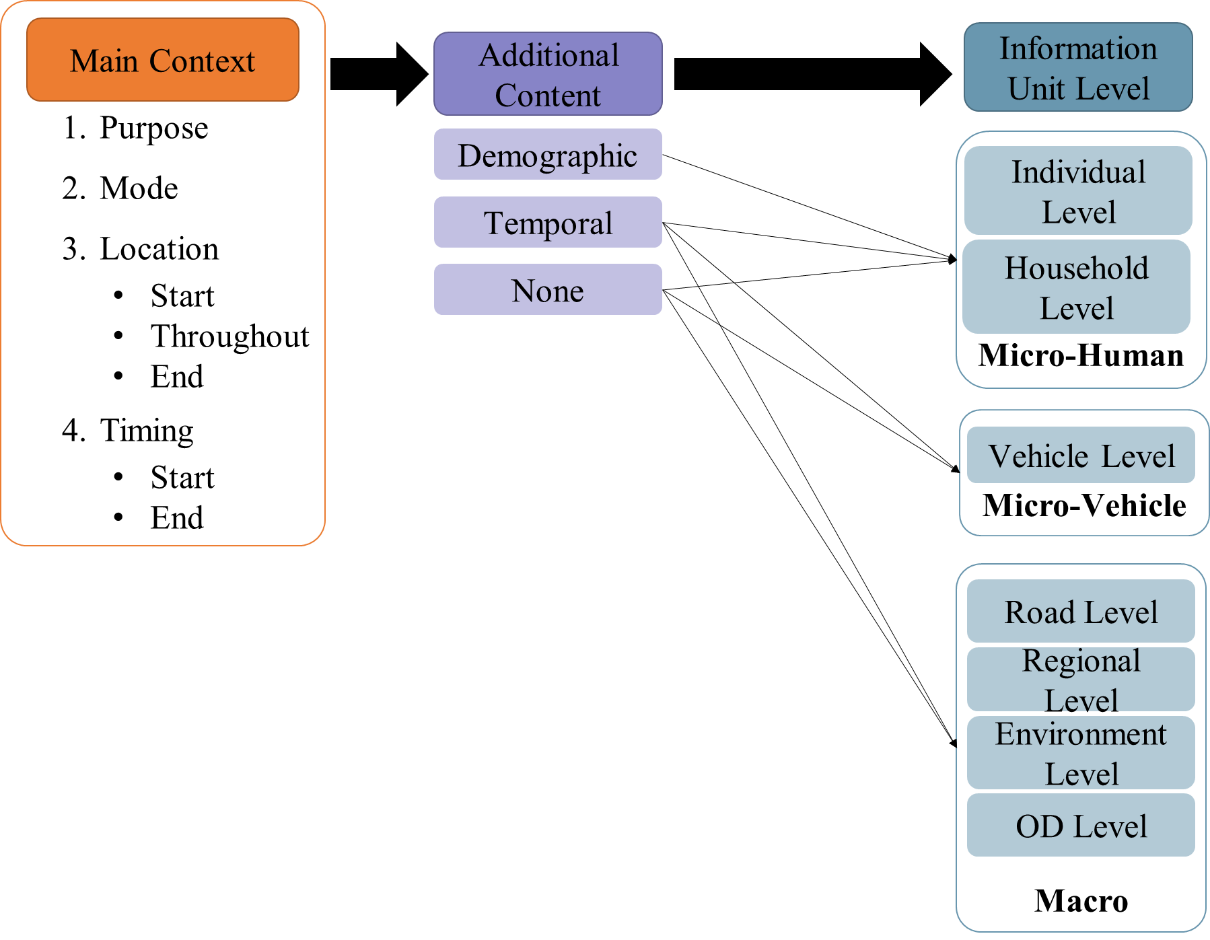 Main Context
1. Purpose
2. Mode
3. Location
• Start
• Throughout
• End
4. Timing
• Start
• End
Additional
Content
Demographic
Temporal
None
Information
Unit Level
Individual
Level
Household
Level
Micro-Human
Vehicle Level
Micro-Vehicle
Road Level
Regional
Level
Environment
Level
OD Level
Macro